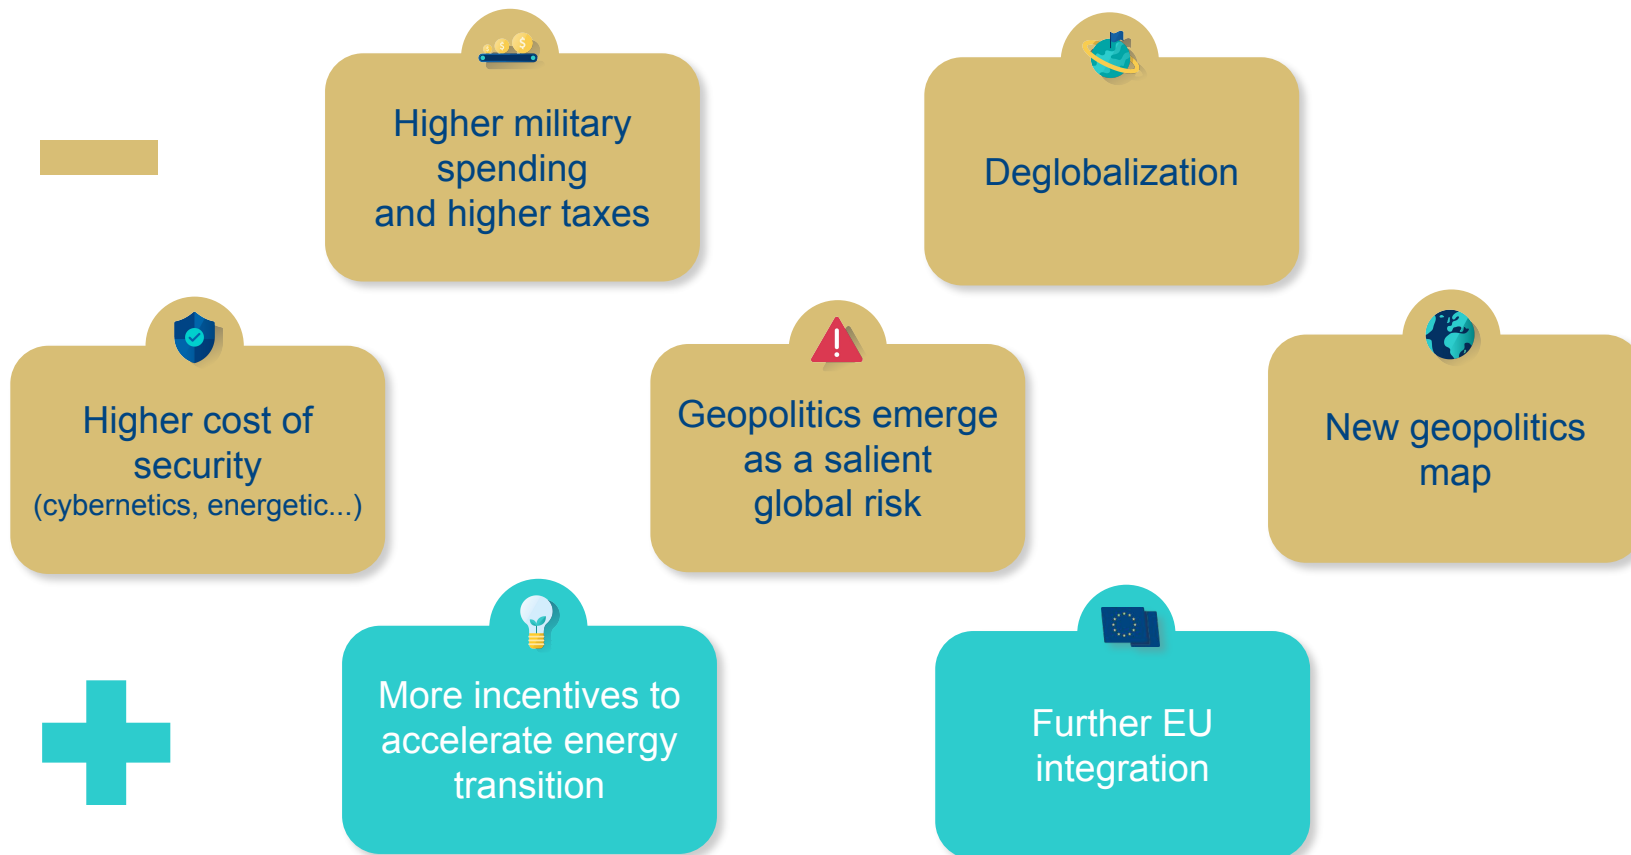 Higher military
spending
and higher taxes
Deglobalization
Higher cost of
security
(cybernetics, energetic...)
Geopolitics emerge
as a salient
global risk
New geopolitics
map
More incentives to
accelerate energy
transition
Further EU
integration